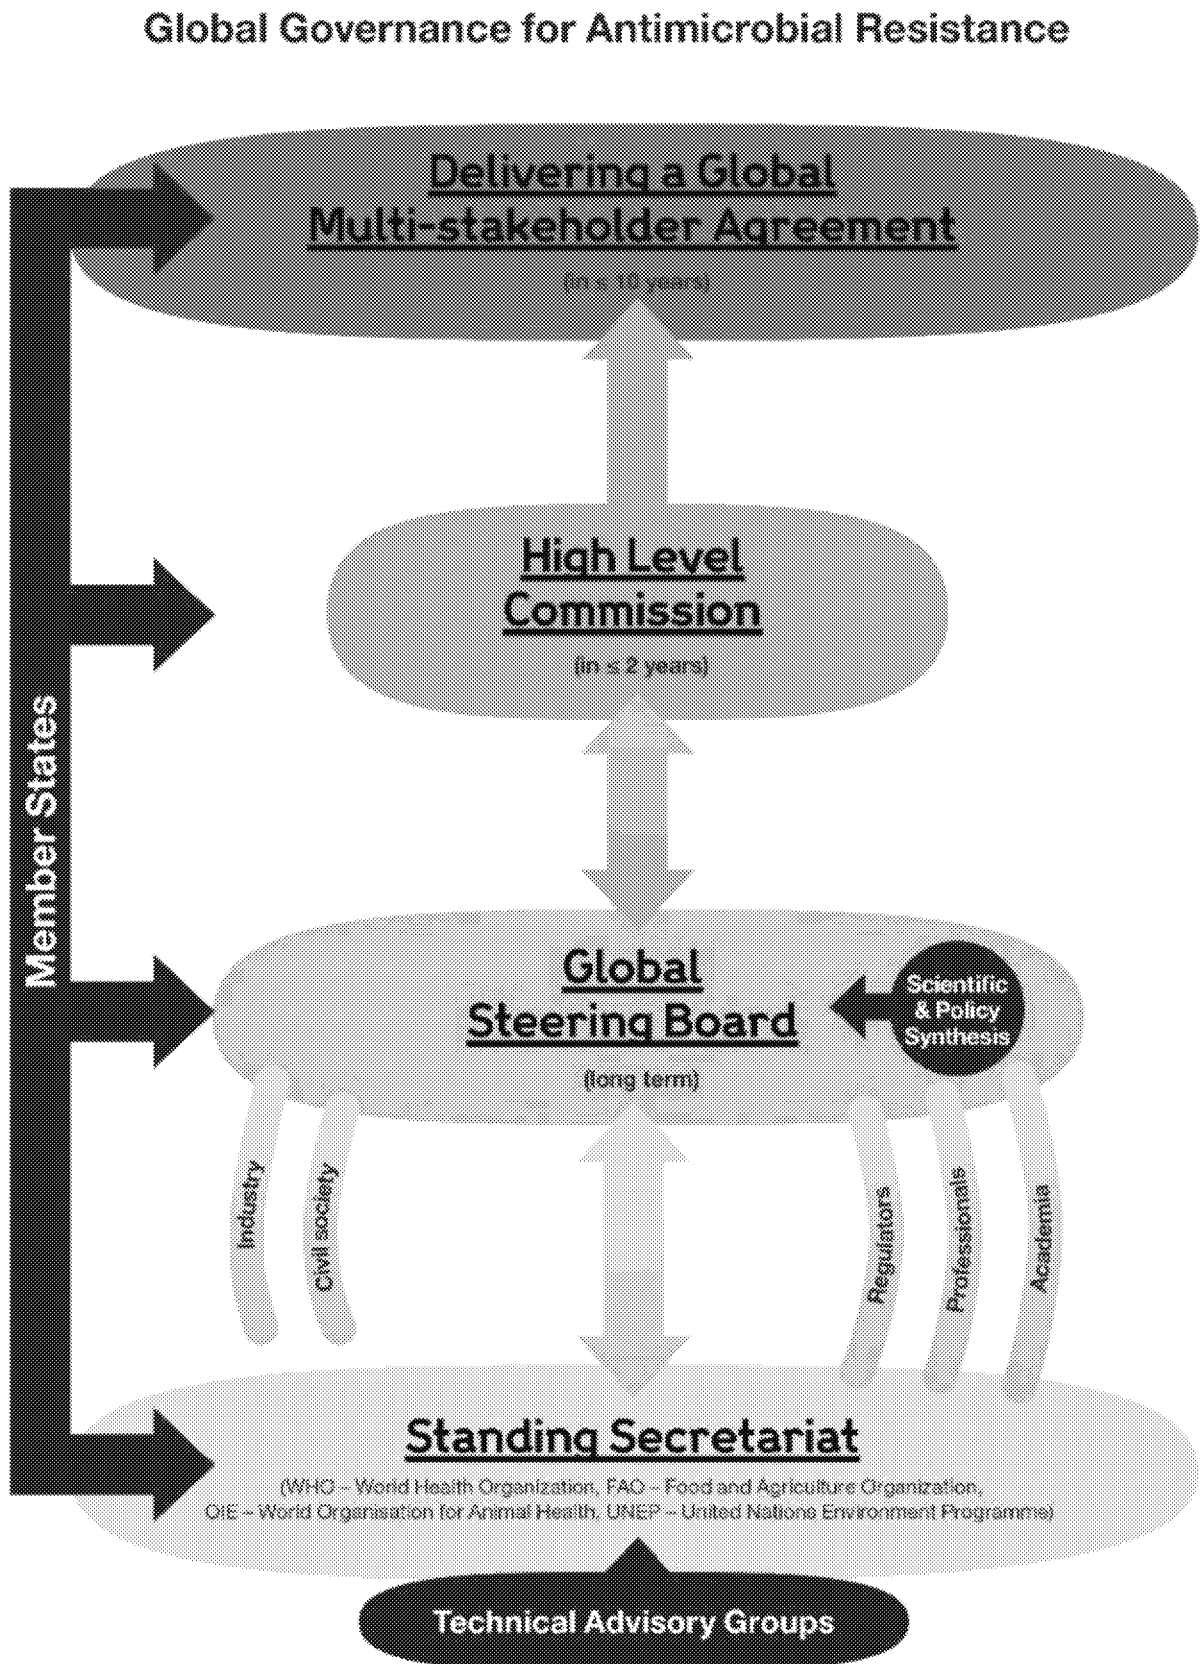 Global Governance for Antimicrobial Resistance
Delivering a Global
Multi-stakeholder Agreement
(in ≤ 10 years)
High Level
Commission
(in ≤ 2 years)
Member States
Global
Steering Board
(long term)
Scientific
& Policy
Synthesis
Industry
Civil society
Regulators
Professionals
Academia
Standing Secretariat
(WHO – World Health Organization, FAO – Food and Agriculture Organization,
OIE – World Organisation for Animal Health, UNEP – United Nations Environment Programme)
Technical Advisory Groups